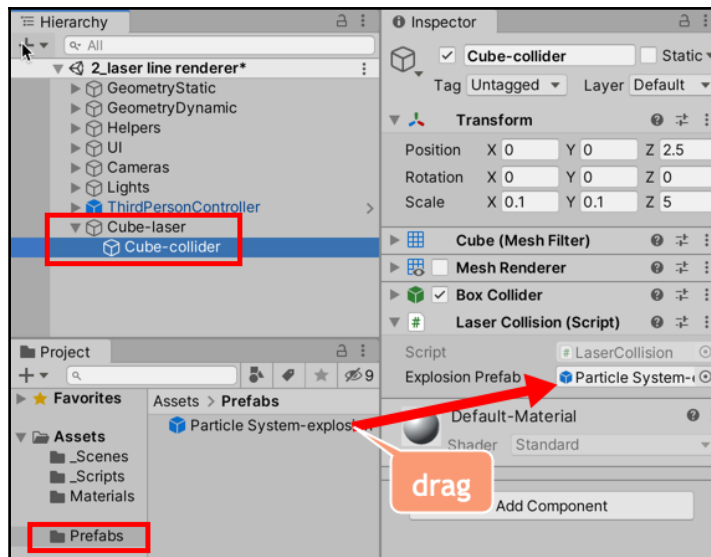 Hierarchy
All
2_laser line renderer*
GeometryStatic
GeometryDynamic
Helpers
UI
Cameras
Lights
ThirdPersonController
Cube-laser
Cube-collider
Project
9
Favorites
Assets
_Scenes
_Scripts
Materials
Prefabs
Assets > Prefabs
Particle System-explosion
drag
Inspector
Cube-collider
Static
Tag Untagged Layer Default
Transform
Position X 0 Y 0 Z 2.5
Rotation X 0 Y 0 Z 0
Scale X 0.1 Y 0.1 Z 5
Cube (Mesh Filter)
Mesh Renderer
Box Collider
# Laser Collision (Script)
Script # LaserCollision
Explosion Prefab Particle System-
Default-Material
Shader Standard
Add Component